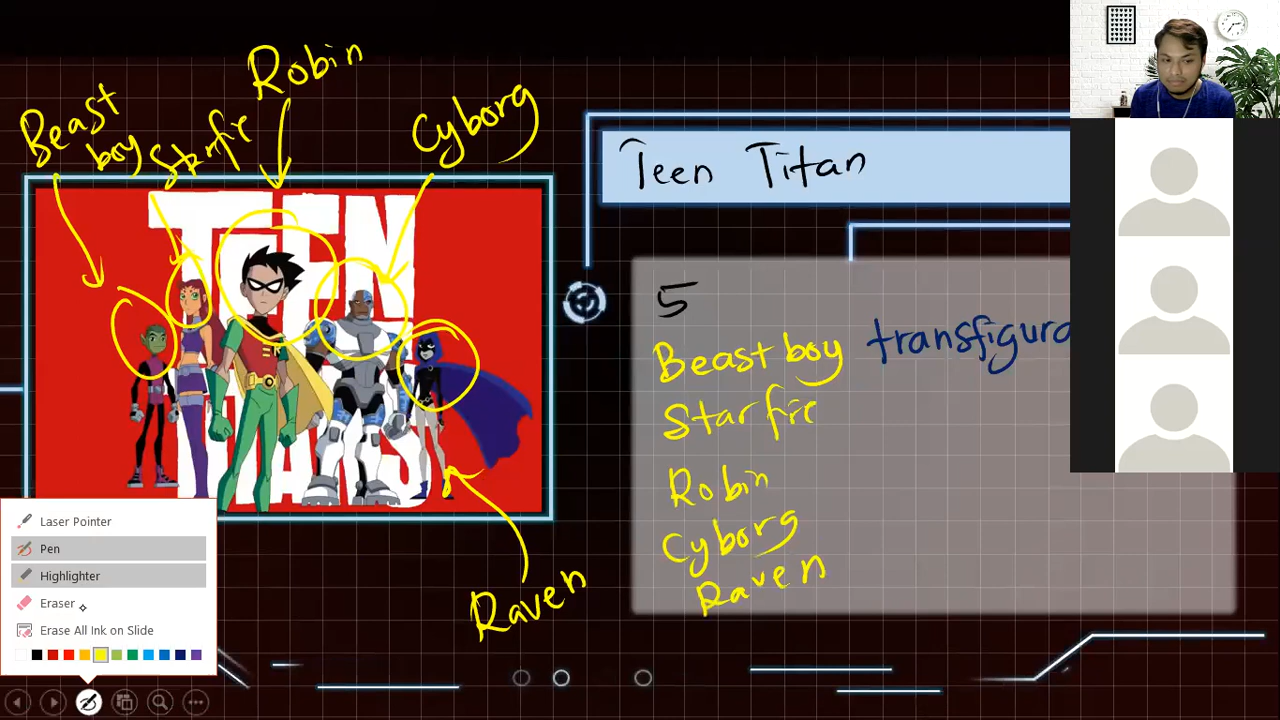 Robin
Cyborg
Beast
boy
Starfir
TEEN
TITANS
Raven
Teen Titan
5
Beast boy transfigura
Starfir
Robin
Cyborg
Raven
Laser Pointer
Pen
Highlighter
Eraser
Erase All Ink on Slide